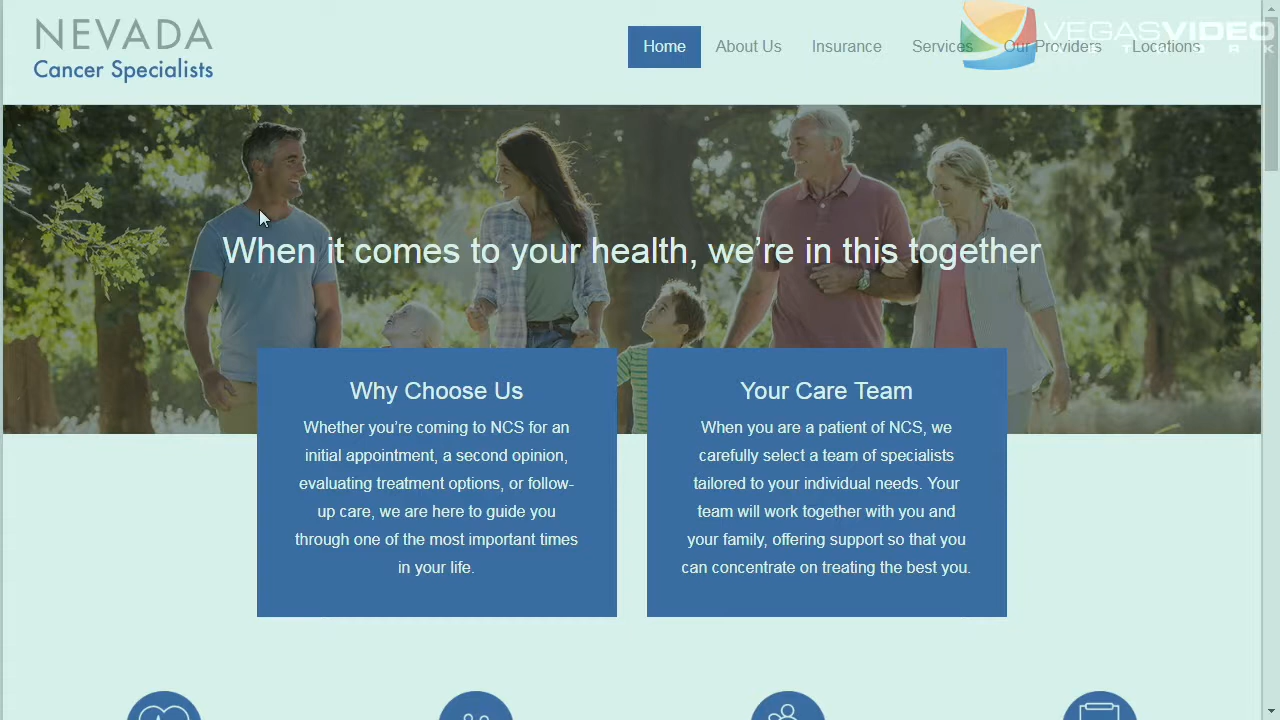 NEVADA
Cancer Specialists
Home About Us Insurance Services Our Providers Locations
VEGASVIDEO
When it comes to your health, we’re in this together
Why Choose Us
Whether you’re coming to NCS for an
initial appointment, a second opinion,
evaluating treatment options, or follow-
up care, we are here to guide you
through one of the most important times
in your life.
Your Care Team
When you are a patient of NCS, we
carefully select a team of specialists
tailored to your individual needs. Your
team will work together with you and
your family, offering support so that you
can concentrate on treating the best you.